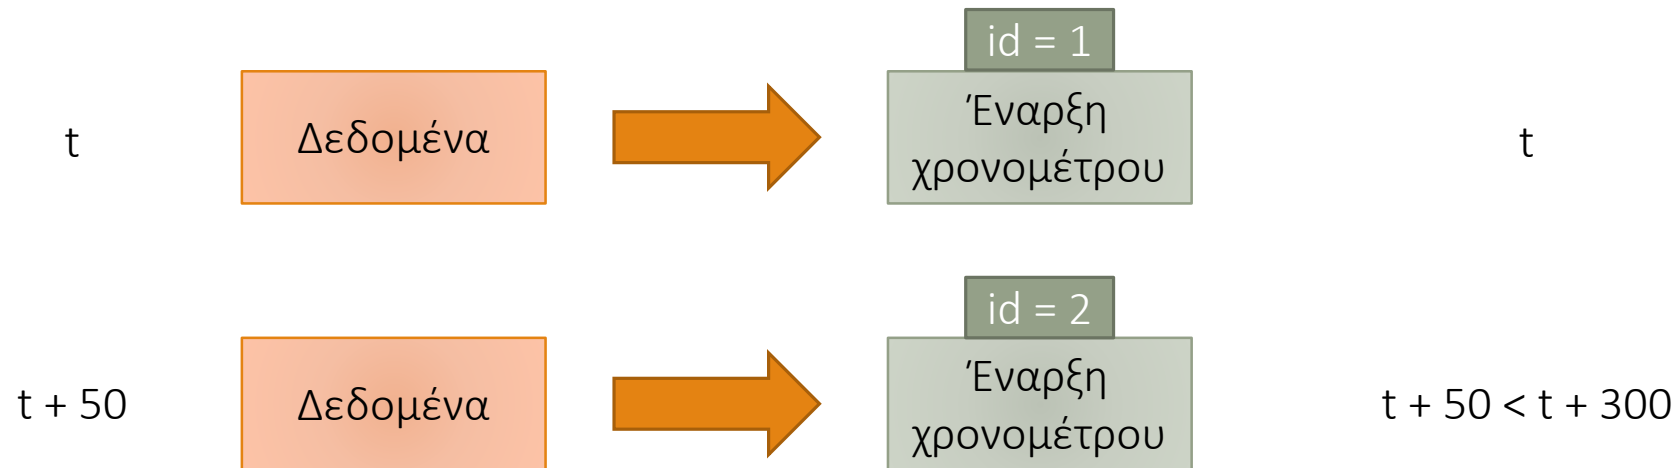 id = 1
t
Δεδομένα
Έναρξη
χρονομέτρου
t
id = 2
t + 50
Δεδομένα
Έναρξη
χρονομέτρου
t + 50 < t + 300